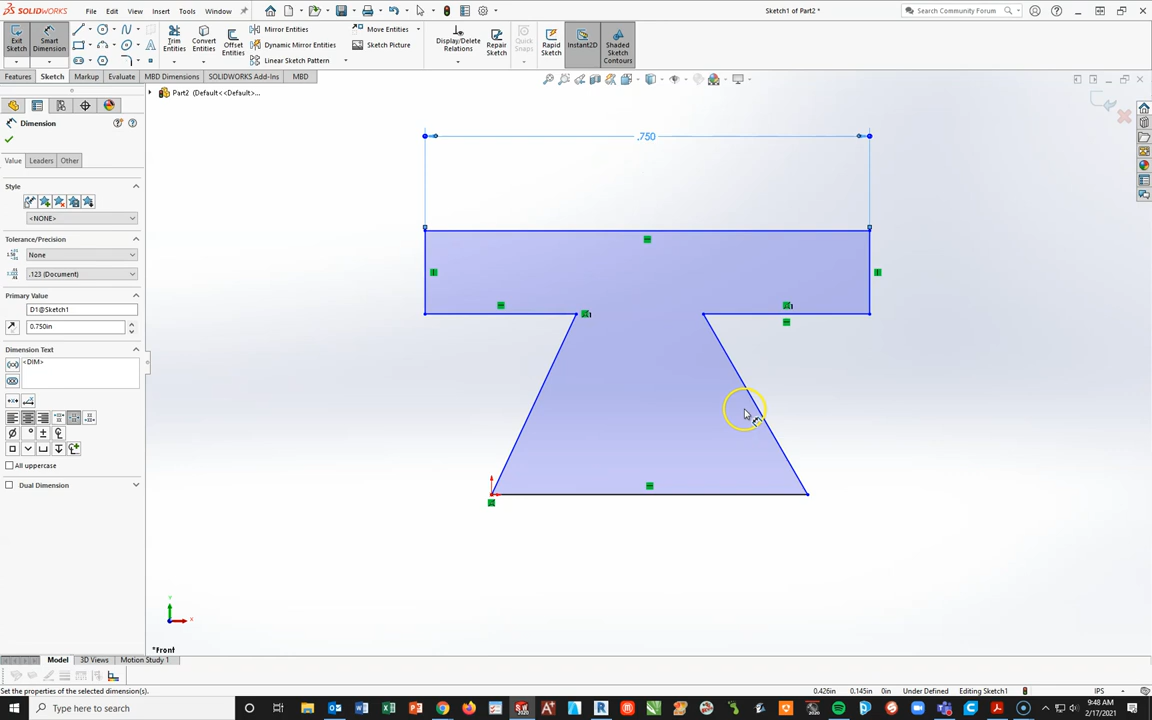 SOLIDWORKS
File Edit View Insert Tools Window
Sketch1 of Part2 *
Search Community Forum
Exit Sketch
Smart Dimension
Trim Entities
Convert Entities
Offset Entities
Mirror Entities
Dynamic Mirror Entities
Linear Sketch Pattern
Move Entities
Sketch Picture
Display/Delete Relations
Repair Sketch
Quick Snaps
Rapid Sketch
Instant2D
Shaded Sketch Contours
Features Sketch Markup Evaluate MBD Dimensions SOLIDWORKS Add-Ins MBD
Part2 (Default<<Default>...
Dimension
Value Leaders Other
Style
<NONE>
Tolerance/Precision
None
.123 (Document)
Primary Value
D1@Sketch1
0.750in
Dimension Text
<DIM>
All uppercase
Dual Dimension
.750
Y
X
*Front
Model 3D Views Motion Study 1
Set the properties of the selected dimension(s).
0.426in 0.145in 0in Under Defined Editing Sketch1 IPS
Type here to search
9:48 AM
2/17/2021